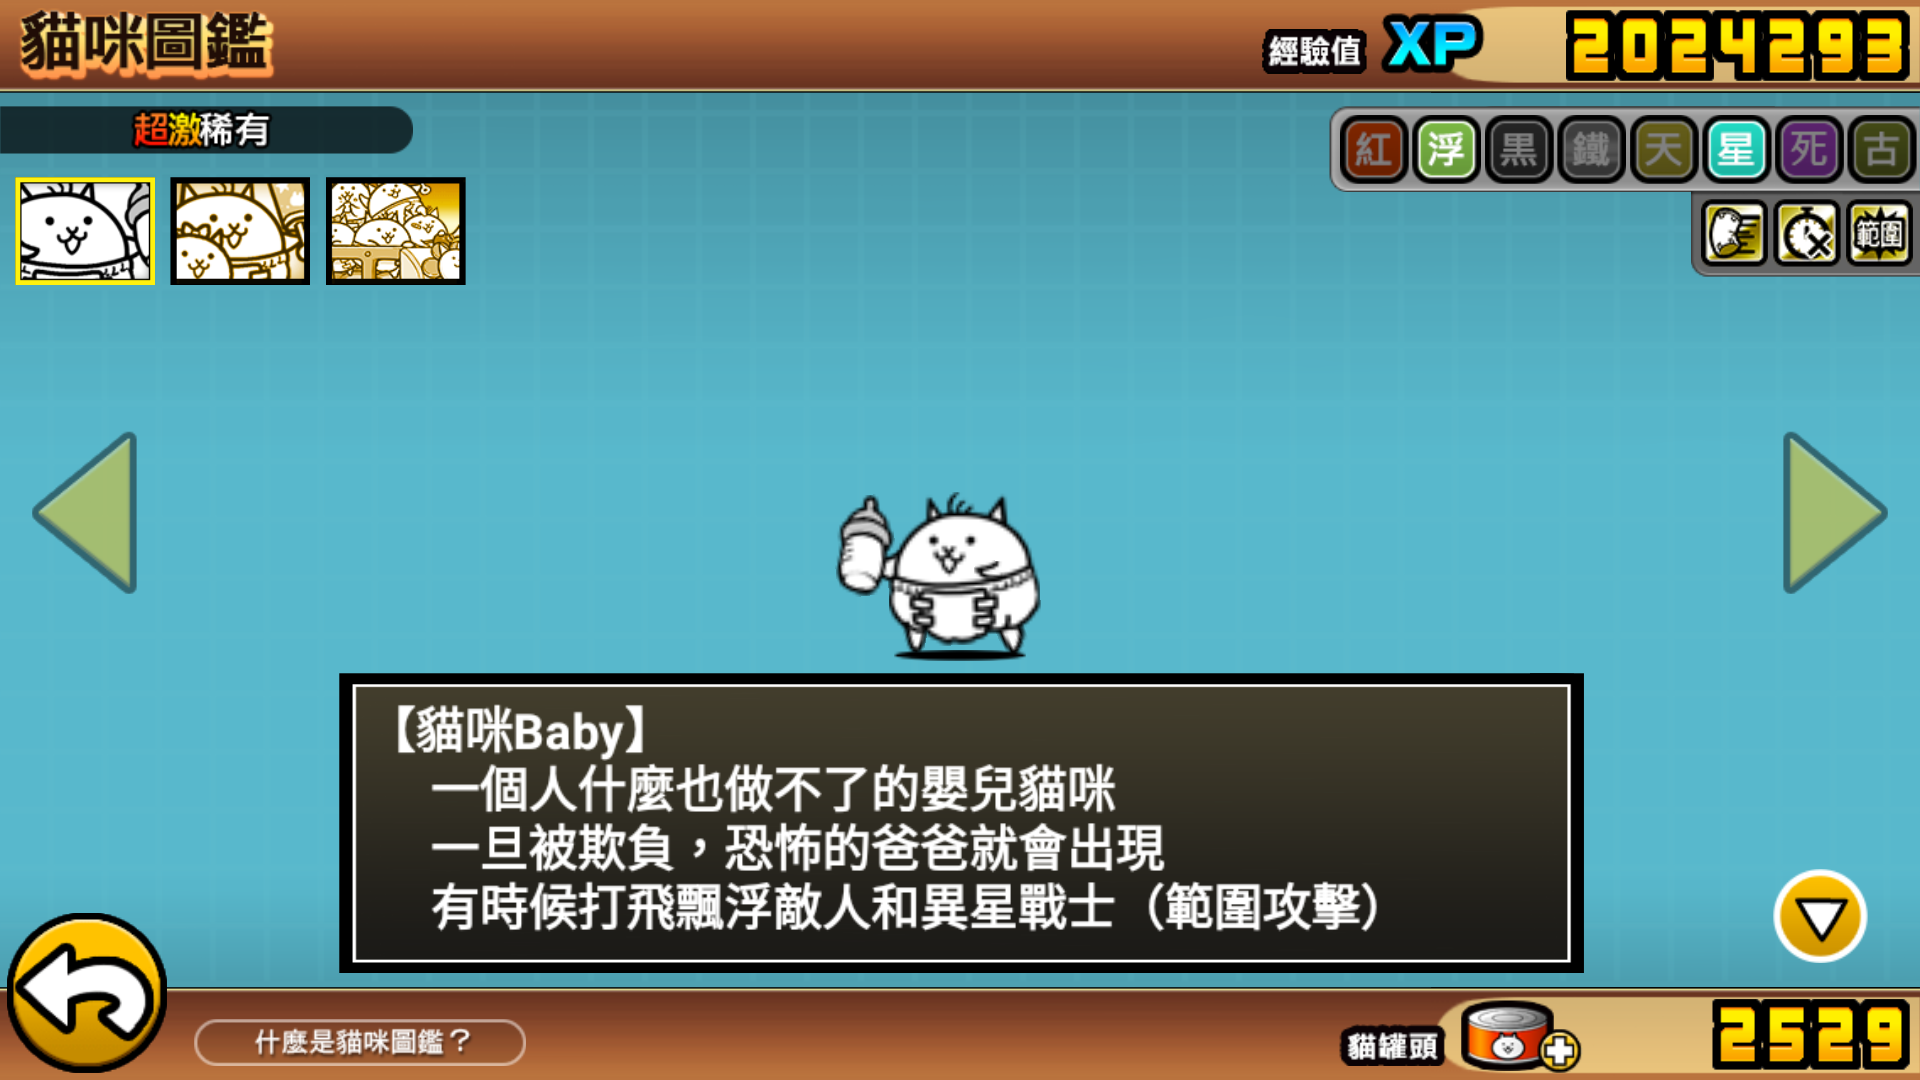 貓咪圖鑑
經驗值 XP 2024293
超激稀有
紅 浮 黒 鐵 天 星 死 古
範圍
【貓咪Baby】
一個人什麼也做不了的嬰兒貓咪
一旦被欺負，恐怖的爸爸就會出現
有時候打飛飄浮敵人和異星戰士（範圍攻擊）
什麼是貓咪圖鑑？
貓罐頭 2529